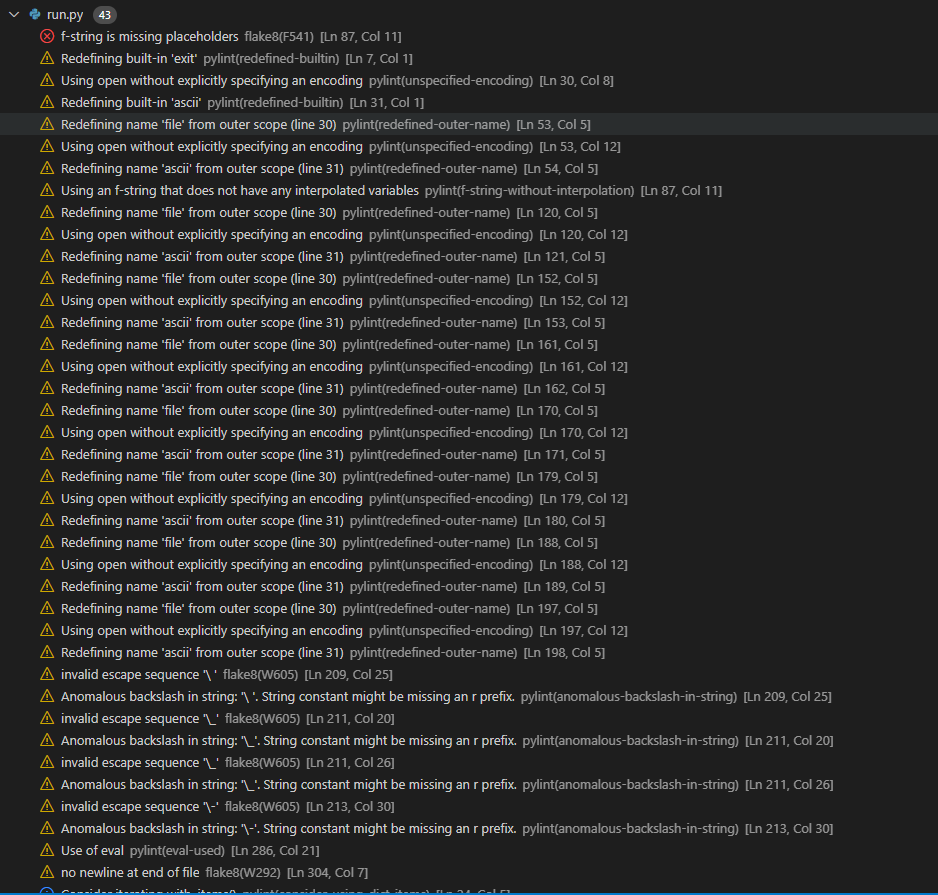 run.py 43
f-string is missing placeholders flake8(F541) [Ln 87, Col 11]
Redefining built-in 'exit' pylint(redefined-builtin) [Ln 7, Col 1]
Using open without explicitly specifying an encoding pylint(unspecified-encoding) [Ln 30, Col 8]
Redefining built-in 'ascii' pylint(redefined-builtin) [Ln 31, Col 1]
Redefining name 'file' from outer scope (line 30) pylint(redefined-outer-name) [Ln 53, Col 5]
Using open without explicitly specifying an encoding pylint(unspecified-encoding) [Ln 53, Col 12]
Redefining name 'ascii' from outer scope (line 31) pylint(redefined-outer-name) [Ln 54, Col 5]
Using an f-string that does not have any interpolated variables pylint(f-string-without-interpolation) [Ln 87, Col 11]
Redefining name 'file' from outer scope (line 30) pylint(redefined-outer-name) [Ln 120, Col 5]
Using open without explicitly specifying an encoding pylint(unspecified-encoding) [Ln 120, Col 12]
Redefining name 'ascii' from outer scope (line 31) pylint(redefined-outer-name) [Ln 121, Col 5]
Redefining name 'file' from outer scope (line 30) pylint(redefined-outer-name) [Ln 152, Col 5]
Using open without explicitly specifying an encoding pylint(unspecified-encoding) [Ln 152, Col 12]
Redefining name 'ascii' from outer scope (line 31) pylint(redefined-outer-name) [Ln 153, Col 5]
Redefining name 'file' from outer scope (line 30) pylint(redefined-outer-name) [Ln 161, Col 5]
Using open without explicitly specifying an encoding pylint(unspecified-encoding) [Ln 161, Col 12]
Redefining name 'ascii' from outer scope (line 31) pylint(redefined-outer-name) [Ln 162, Col 5]
Redefining name 'file' from outer scope (line 30) pylint(redefined-outer-name) [Ln 170, Col 5]
Using open without explicitly specifying an encoding pylint(unspecified-encoding) [Ln 170, Col 12]
Redefining name 'ascii' from outer scope (line 31) pylint(redefined-outer-name) [Ln 171, Col 5]
Redefining name 'file' from outer scope (line 30) pylint(redefined-outer-name) [Ln 179, Col 5]
Using open without explicitly specifying an encoding pylint(unspecified-encoding) [Ln 179, Col 12]
Redefining name 'ascii' from outer scope (line 31) pylint(redefined-outer-name) [Ln 180, Col 5]
Redefining name 'file' from outer scope (line 30) pylint(redefined-outer-name) [Ln 188, Col 5]
Using open without explicitly specifying an encoding pylint(unspecified-encoding) [Ln 188, Col 12]
Redefining name 'ascii' from outer scope (line 31) pylint(redefined-outer-name) [Ln 189, Col 5]
Redefining name 'file' from outer scope (line 30) pylint(redefined-outer-name) [Ln 197, Col 5]
Using open without explicitly specifying an encoding pylint(unspecified-encoding) [Ln 197, Col 12]
Redefining name 'ascii' from outer scope (line 31) pylint(redefined-outer-name) [Ln 198, Col 5]
invalid escape sequence '\ ' flake8(W605) [Ln 209, Col 25]
Anomalous backslash in string: '\ '. String constant might be missing an r prefix. pylint(anomalous-backslash-in-string) [Ln 209, Col 25]
invalid escape sequence '\_' flake8(W605) [Ln 211, Col 20]
Anomalous backslash in string: '\_'. String constant might be missing an r prefix. pylint(anomalous-backslash-in-string) [Ln 211, Col 20]
invalid escape sequence '\_' flake8(W605) [Ln 211, Col 26]
Anomalous backslash in string: '\_'. String constant might be missing an r prefix. pylint(anomalous-backslash-in-string) [Ln 211, Col 26]
invalid escape sequence '\-' flake8(W605) [Ln 213, Col 30]
Anomalous backslash in string: '\-'. String constant might be missing an r prefix. pylint(anomalous-backslash-in-string) [Ln 213, Col 30]
Use of eval pylint(eval-used) [Ln 286, Col 21]
no newline at end of file flake8(W292) [Ln 304, Col 7]